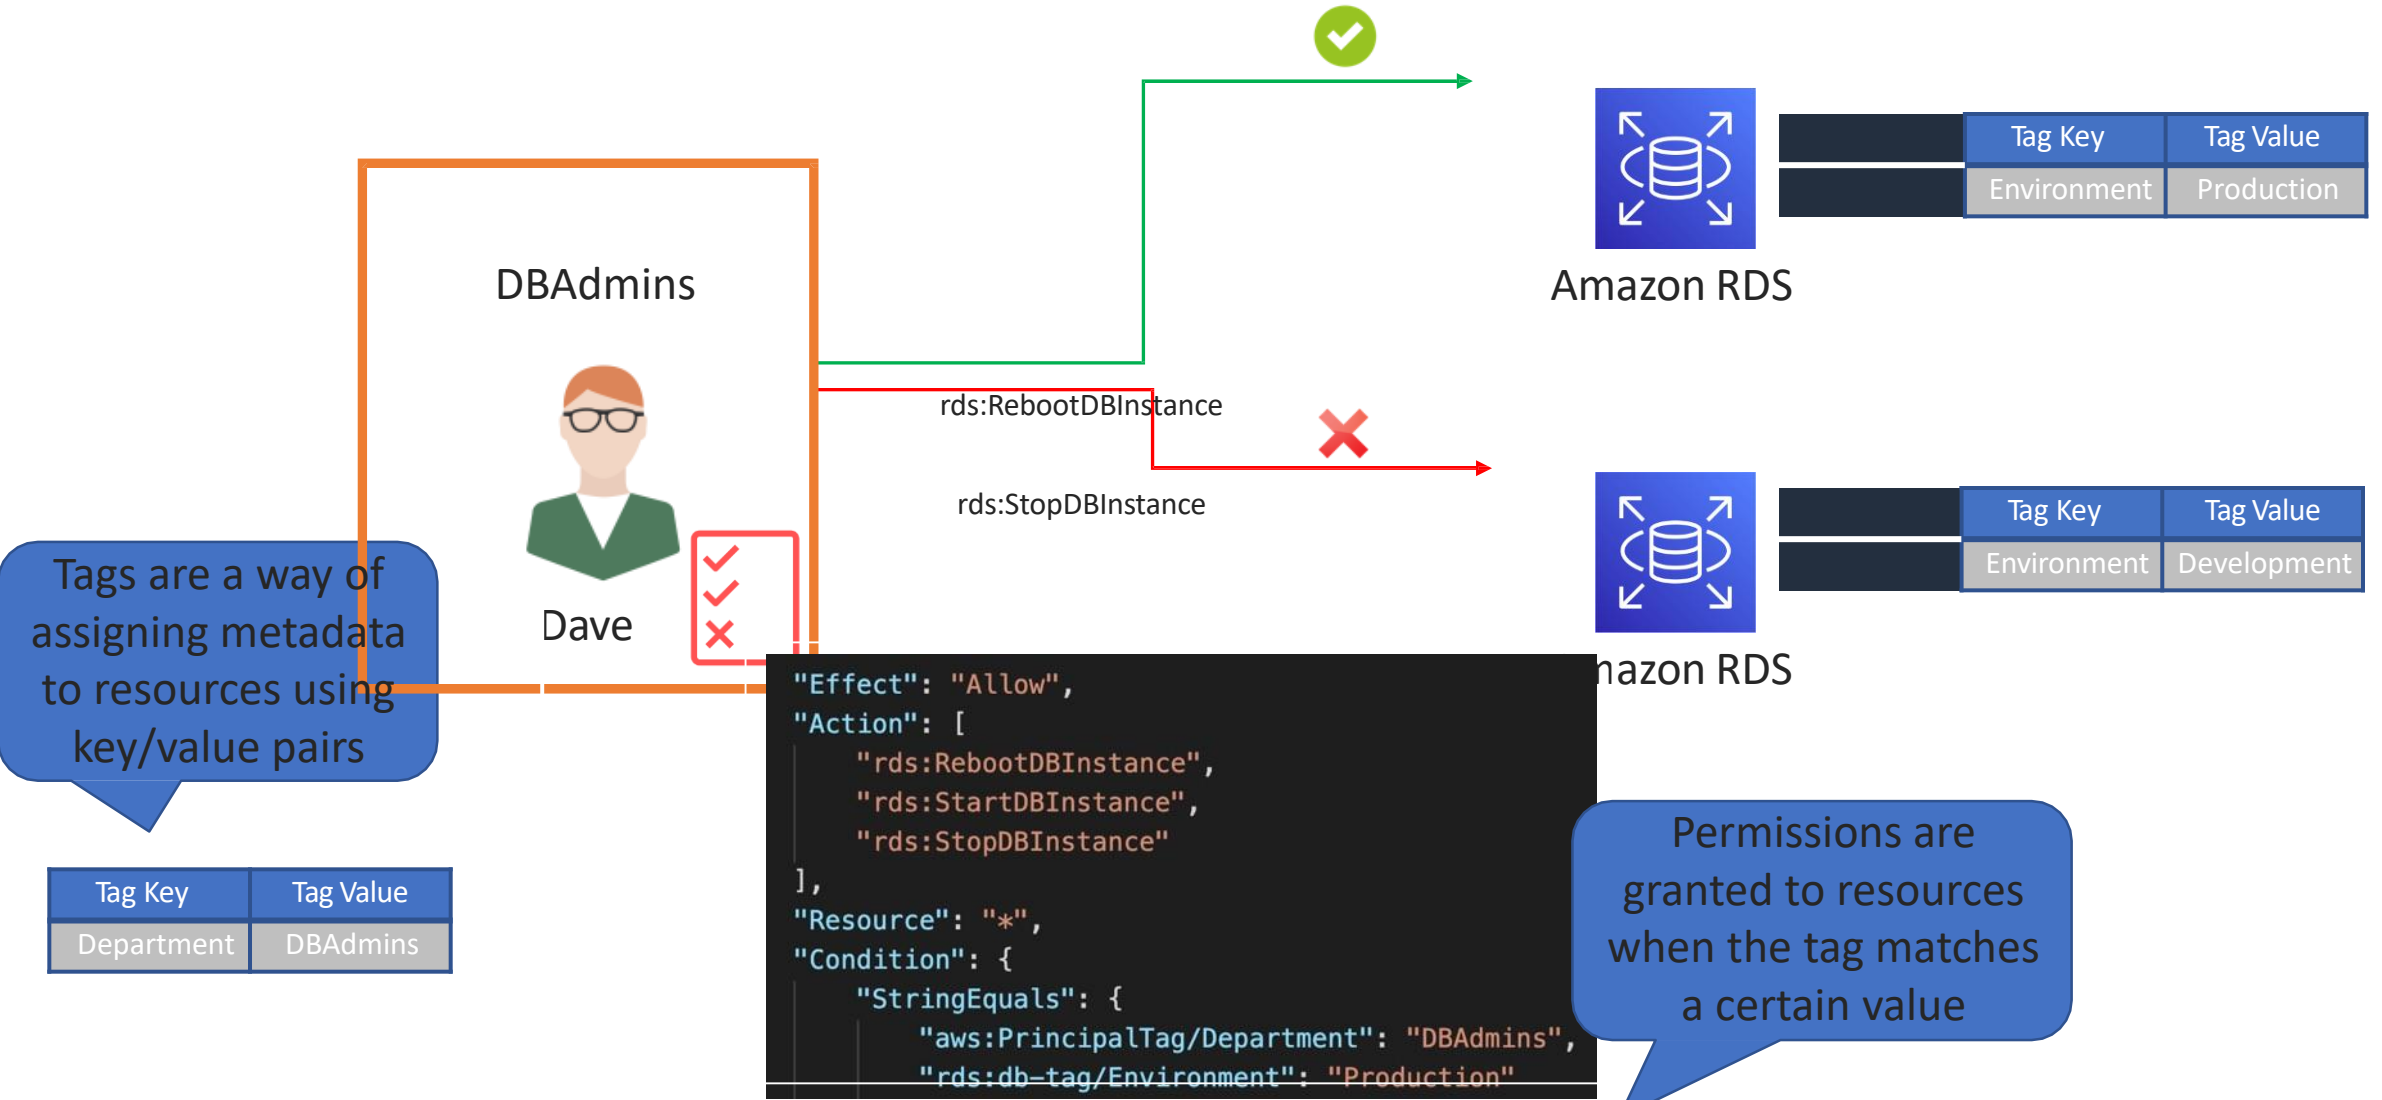 Tag Key Tag Value
Environment Production
Amazon RDS
DBAdmins
Dave
rds:RebootDBInstance
rds:StopDBInstance
Tag Key Tag Value
Environment Development
mazon RDS
Tags are a way of
assigning metadata
to resources using
key/value pairs
Tag Key Tag Value
Department DBAdmins
"Effect": "Allow",
"Action": [
"rds:RebootDBInstance",
"rds:StartDBInstance",
"rds:StopDBInstance"
],
"Resource": "*",
"Condition": {
"StringEquals": {
"aws:PrincipalTag/Department": "DBAdmins",
"rds:db-tag/Environment": "Production"
Permissions are
granted to resources
when the tag matches
a certain value